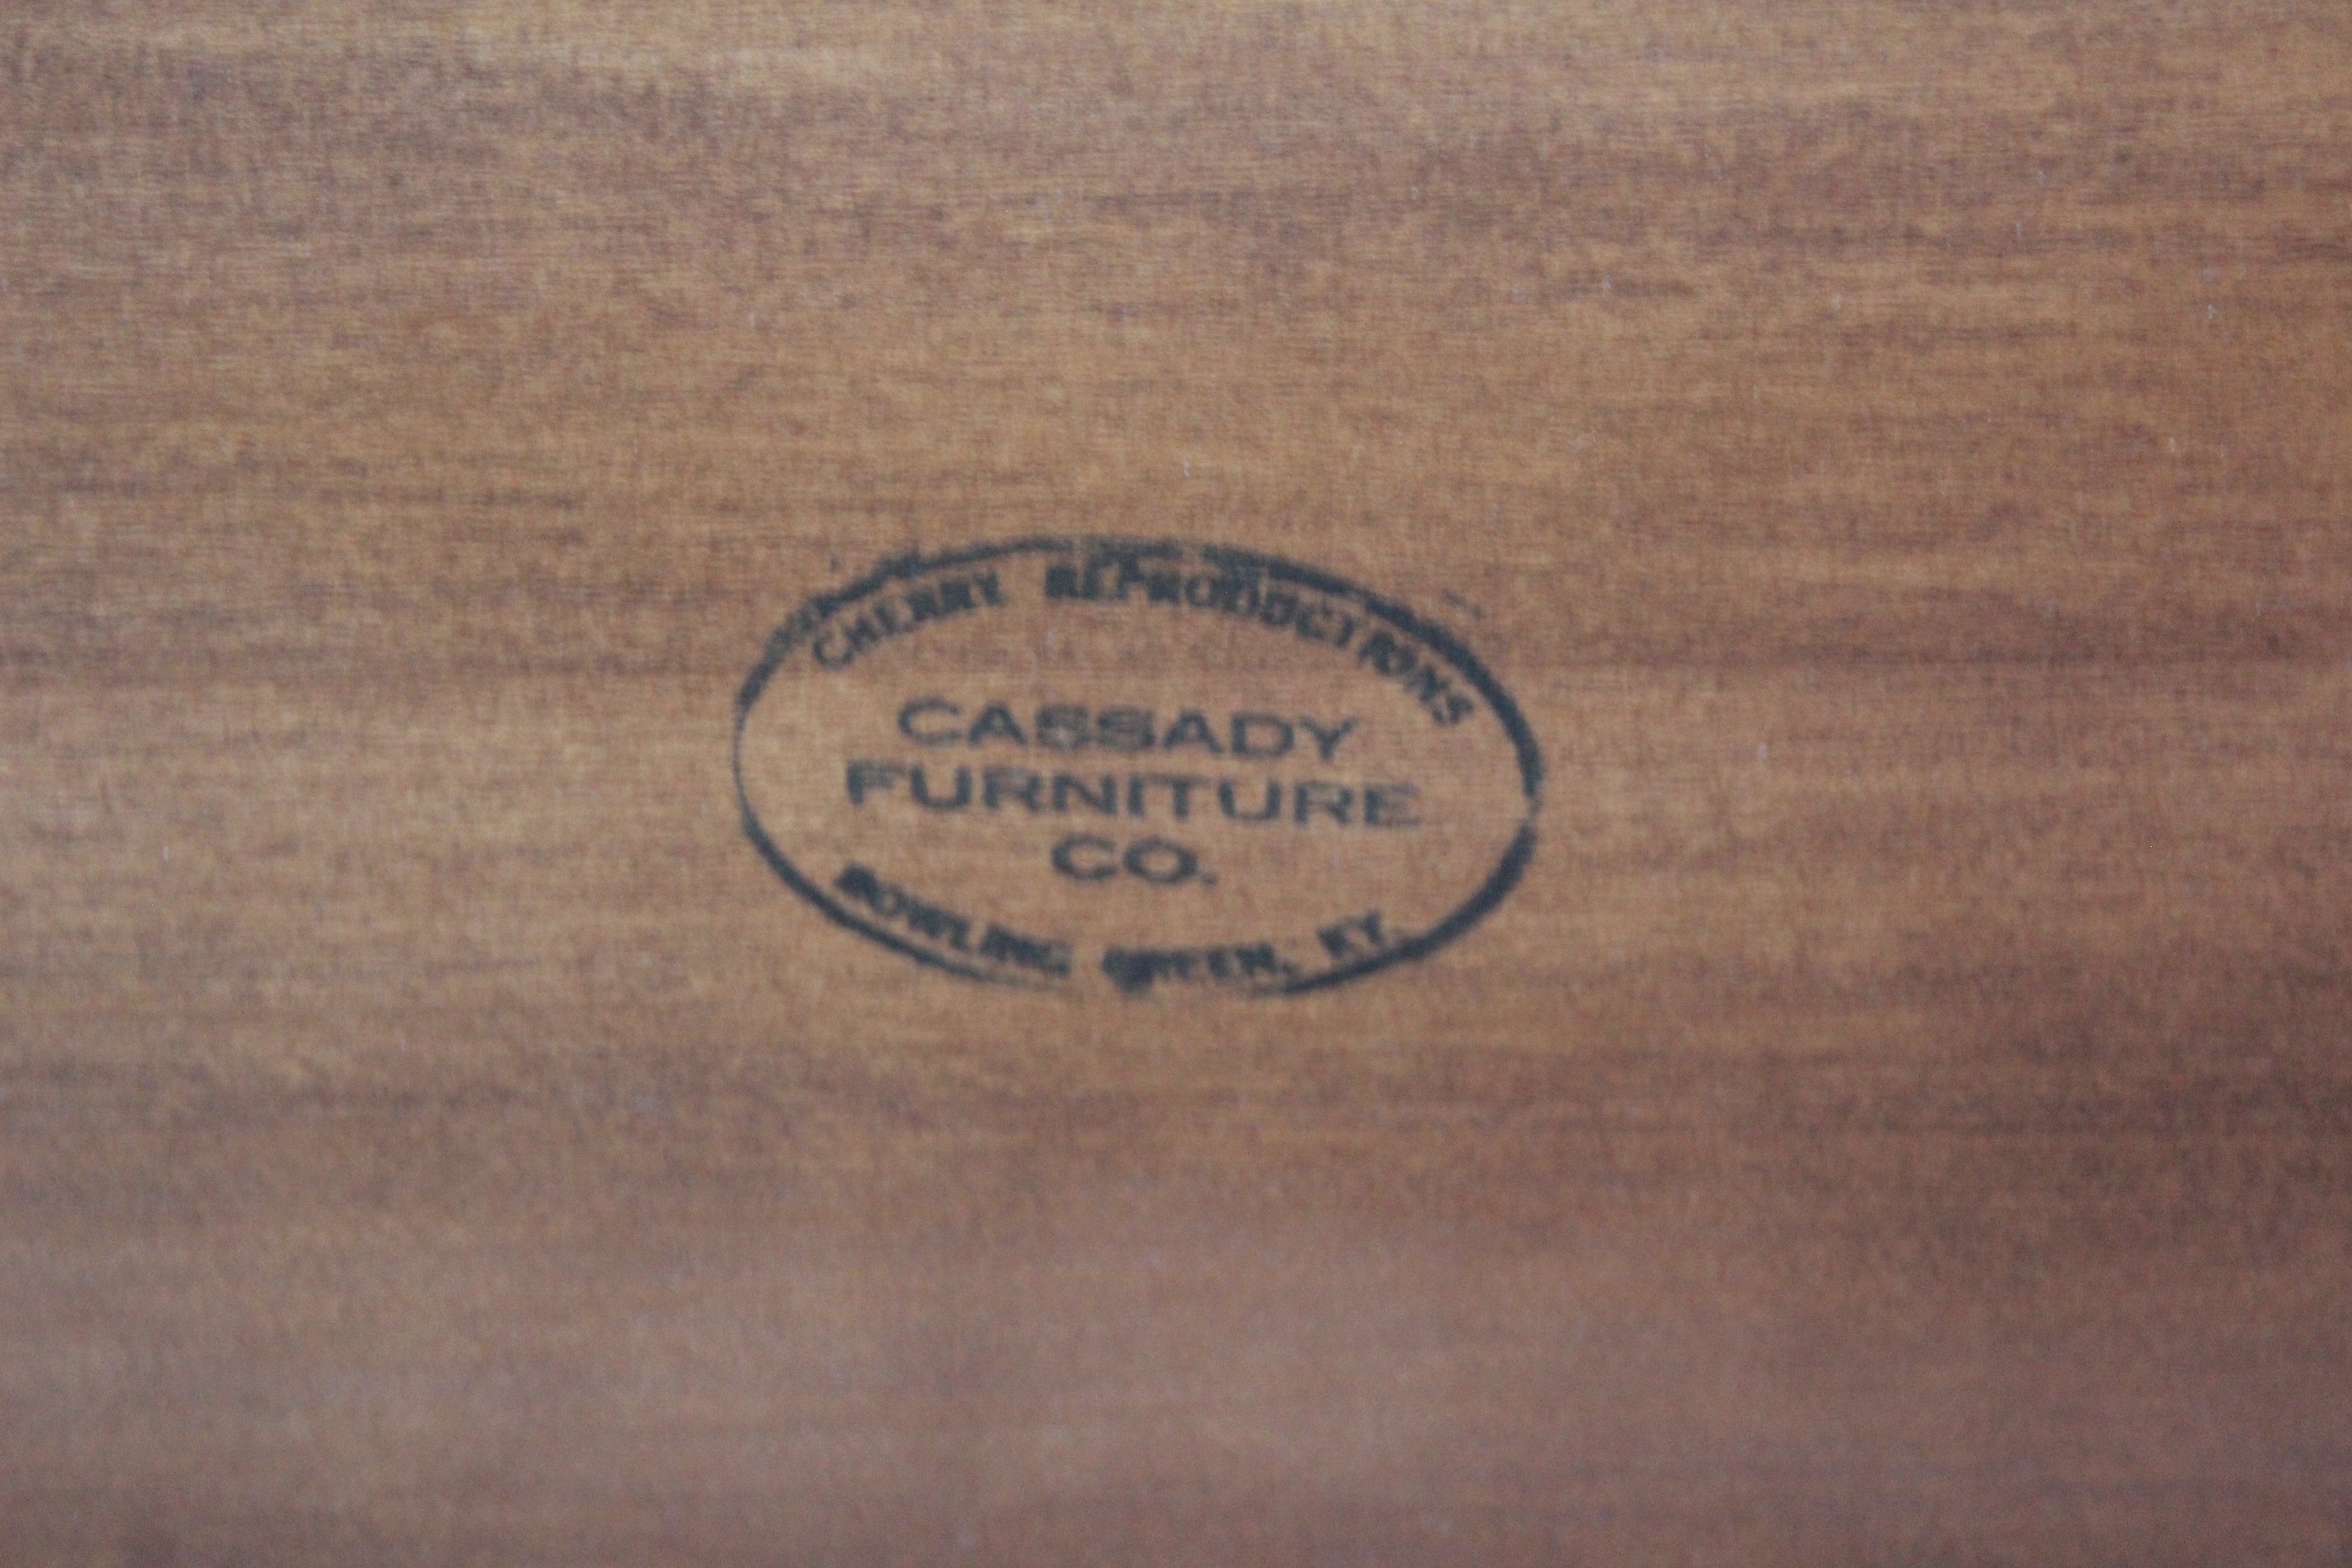 CHERRY REPRODUCTIONS
CASSADY
FURNITURE
CO.
BOWLING GREEN, KY.